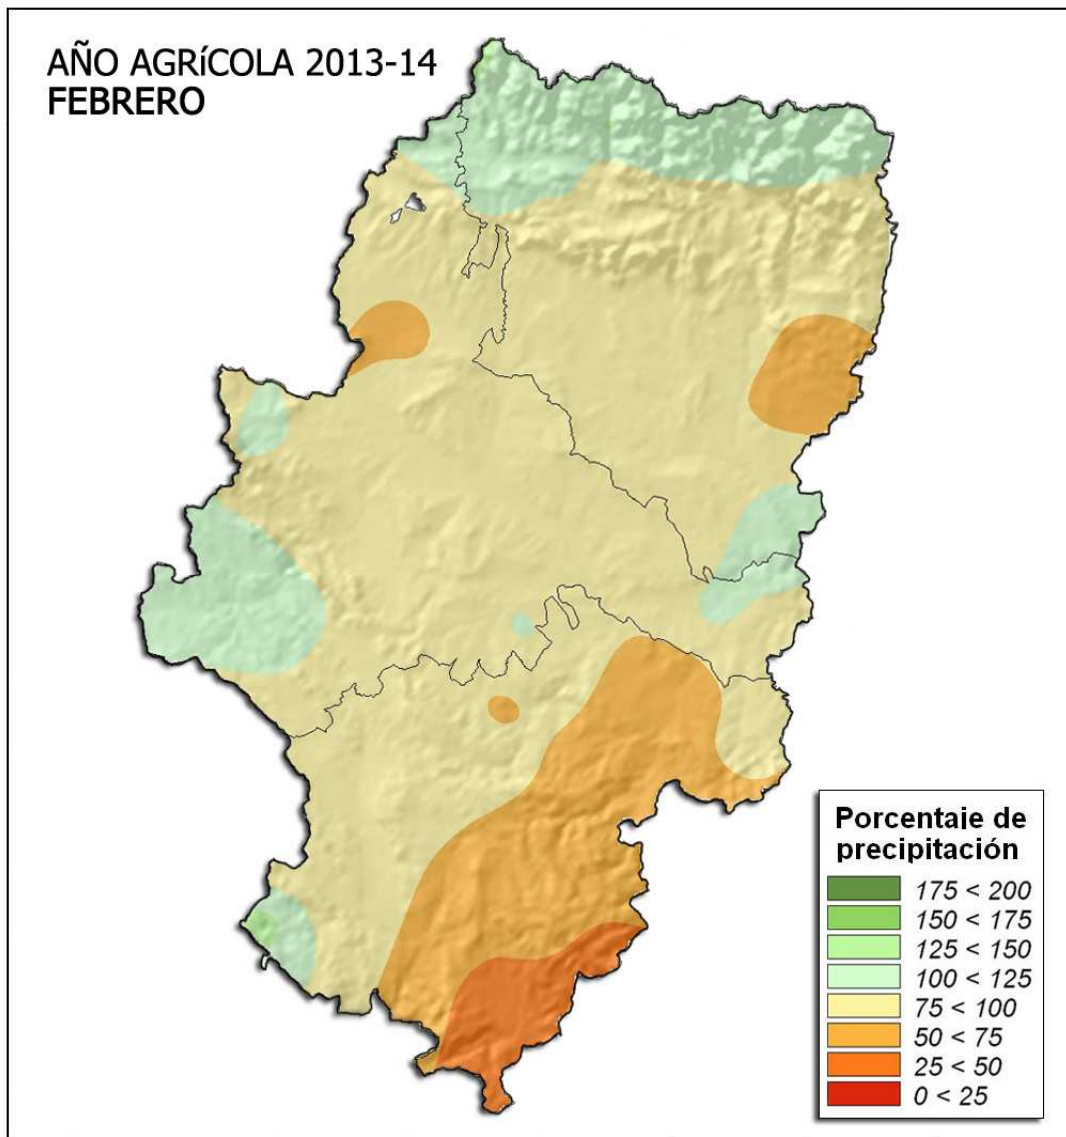 AÑO AGRíCOLA 2013-14
FEBRERO
Porcentaje de
precipitación
175 < 200
150 < 175
125 < 150
100 < 125
75 < 100
50 < 75
25 < 50
0 < 25